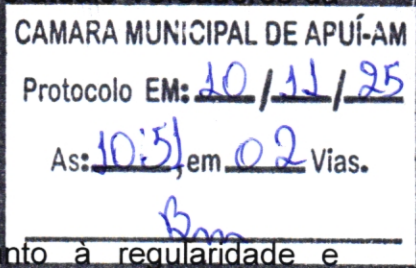 CAMARA MUNICIPAL DE APUÍ-AM
Protocolo EM: 10/11/25
As: 10:51, em 02 Vias.
nto à regularidade e